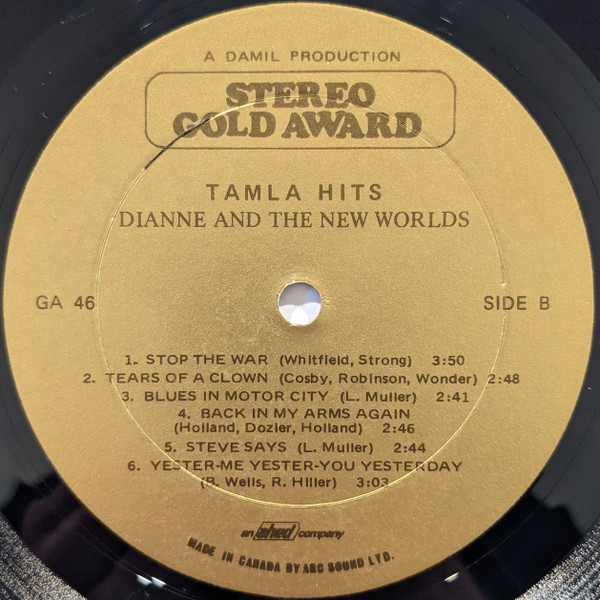 A DAMIL PRODUCTION
STEREO
GOLD AWARD
TAMLA HITS
DIANNE AND THE NEW WORLDS
GA 46
SIDE B
1. STOP THE WAR (Whitfield, Strong) 3:50
2. TEARS OF A CLOWN (Cosby, Robinson, Wonder) 2:48
3. BLUES IN MOTOR CITY (L. Muller) 2:41
4. BACK IN MY ARMS AGAIN
(Holland, Dozier, Holland) 2:46
5. STEVE SAYS (L. Muller) 2:44
6. YESTER-ME YESTER-YOU YESTERDAY
(B. Wells, R. Hiller) 3:03
an ahed company
MADE IN CANADA BY ARC SOUND LTD.